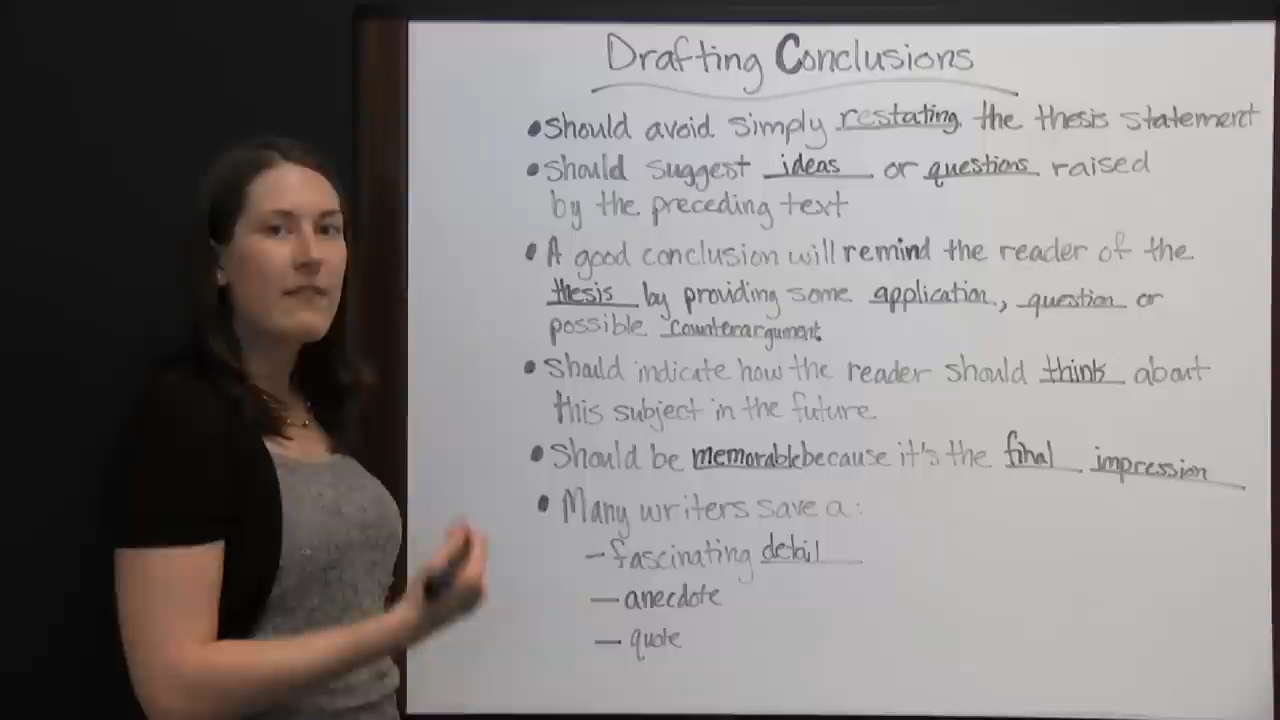 Drafting Conclusions
•Should avoid simply restating the thesis statement
•Should suggest ideas or questions raised
by the preceding text
• A good conclusion will remind the reader of the
thesis by providing some application, question or
possible counterargument.
• Should indicate how the reader should think about
this subject in the future.
• Should be memorable because it's the final impression
• Many writers save a:
- fascinating detail
- anecdote
- quote